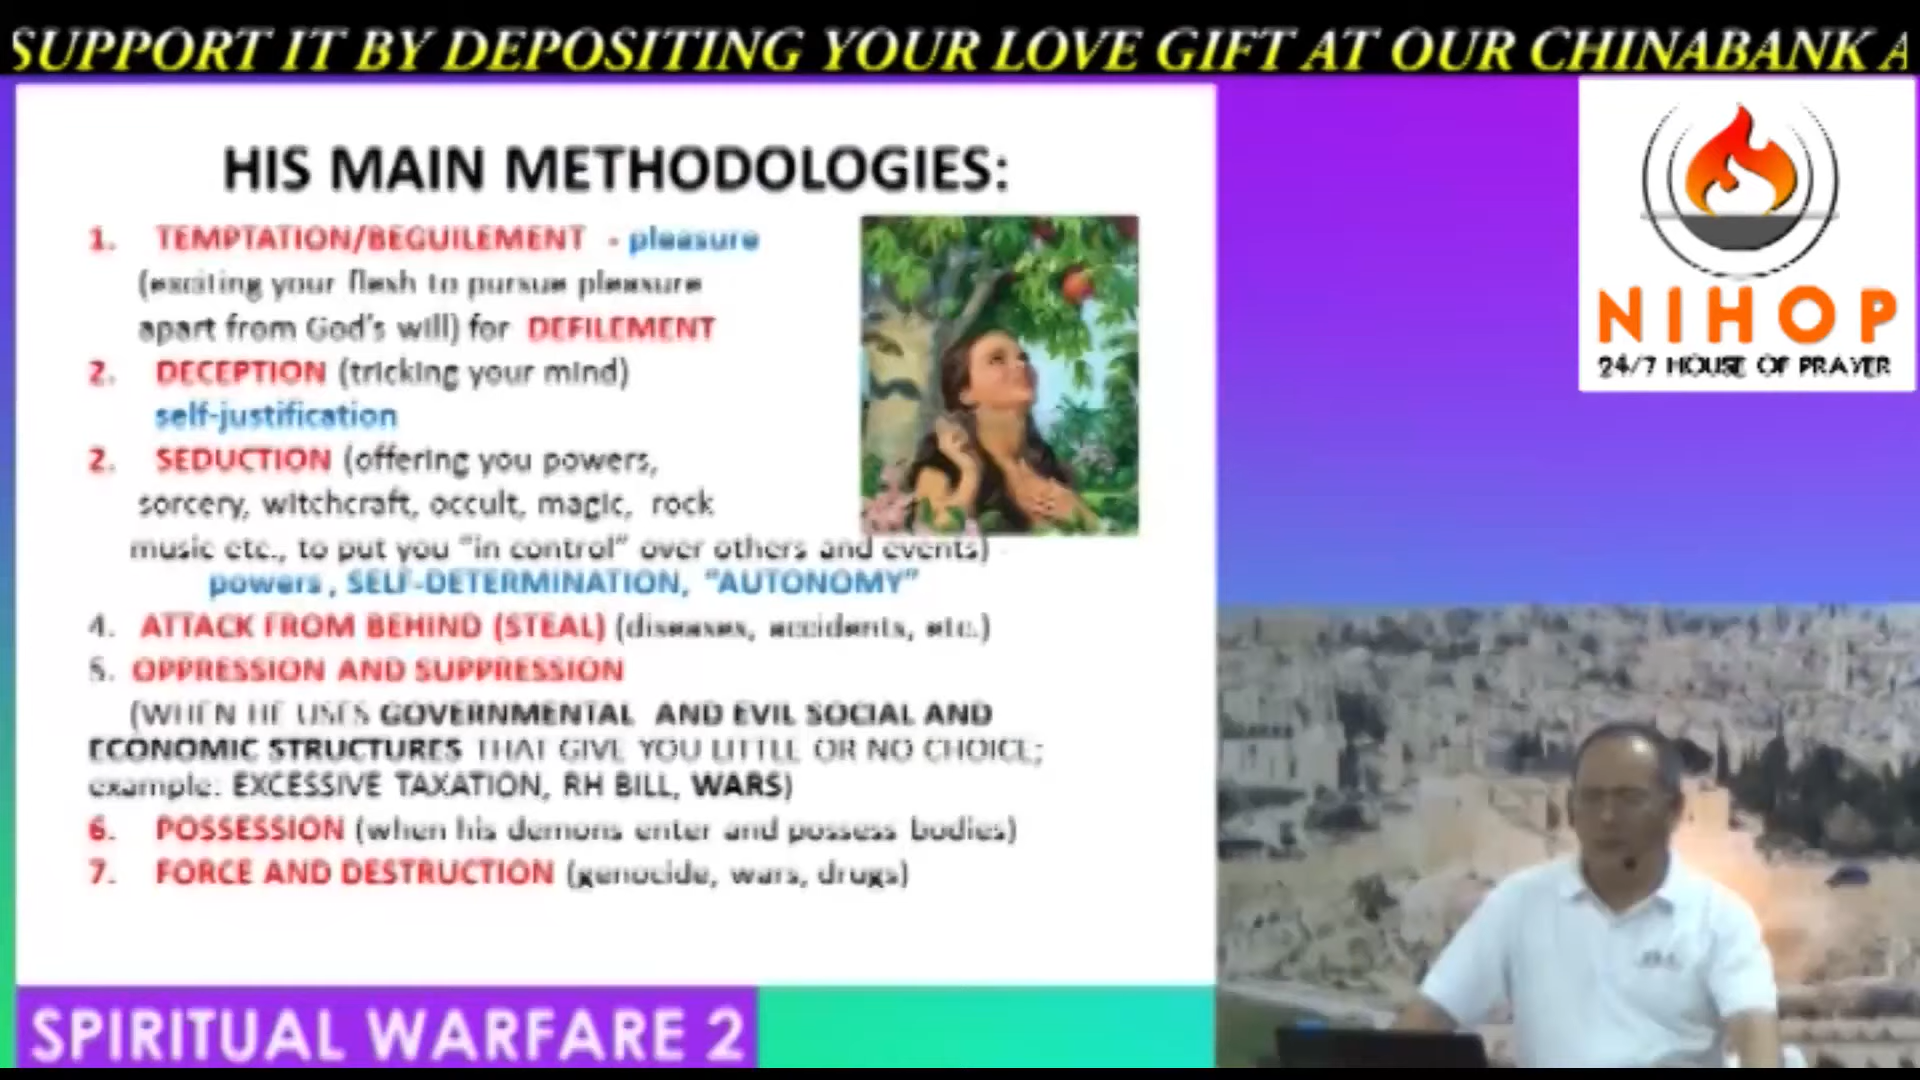 SUPPORT IT BY DEPOSITING YOUR LOVE GIFT AT OUR CHINABANK A
HIS MAIN METHODOLOGIES:
1. TEMPTATION/BEGUILEMENT - pleasure
(exciting your flesh to pursue pleasure
apart from God's will) for DEFILEMENT
2. DECEPTION (tricking your mind)
self-justification
2. SEDUCTION (offering you powers,
sorcery, witchcraft, occult, magic, rock
music etc., to put you "in control" over others and events)
powers, SELF-DETERMINATION, "AUTONOMY"
4. ATTACK FROM BEHIND (STEAL) (diseases, accidents, etc.)
5. OPPRESSION AND SUPPRESSION
(WHEN HE USES GOVERNMENTAL AND EVIL SOCIAL AND
ECONOMIC STRUCTURES THAT GIVE YOU LITTLE OR NO CHOICE;
example: EXCESSIVE TAXATION, RH BILL, WARS)
6. POSSESSION (when his demons enter and possess bodies)
7. FORCE AND DESTRUCTION (genocide, wars, drugs)
NIHOP
24/7 HOUSE OF PRAYER
SPIRITUAL WARFARE 2